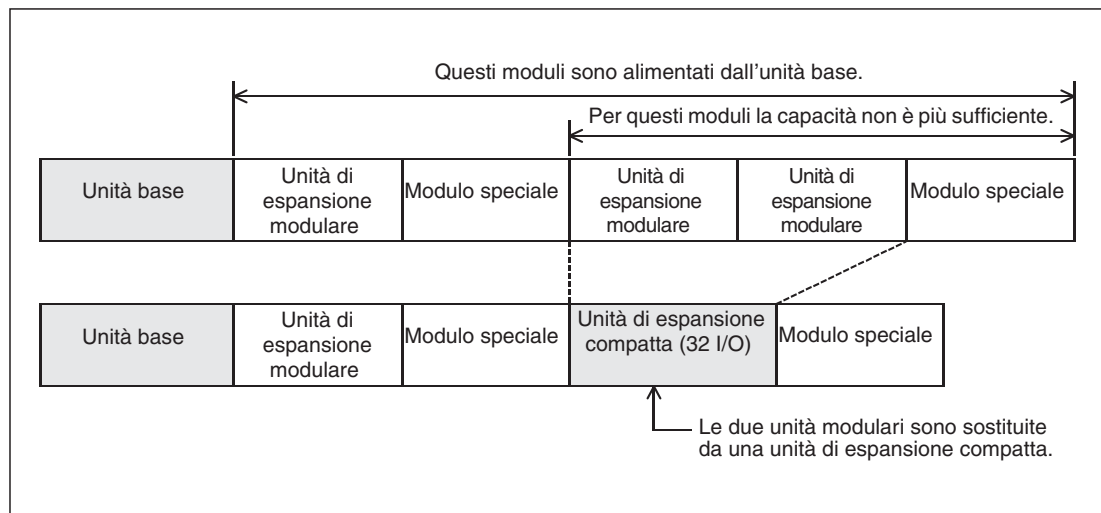 Questi moduli sono alimentati dall'unità base.
Per questi moduli la capacità non è più sufficiente.
Unità base
Unità di
espansione
modulare
Modulo speciale
Unità di
espansione
modulare
Unità di
espansione
modulare
Modulo speciale
Unità base
Unità di
espansione
modulare
Modulo speciale
Unità di espansione
compatta (32 I/O)
Modulo speciale
Le due unità modulari sono sostituite
da una unità di espansione compatta.